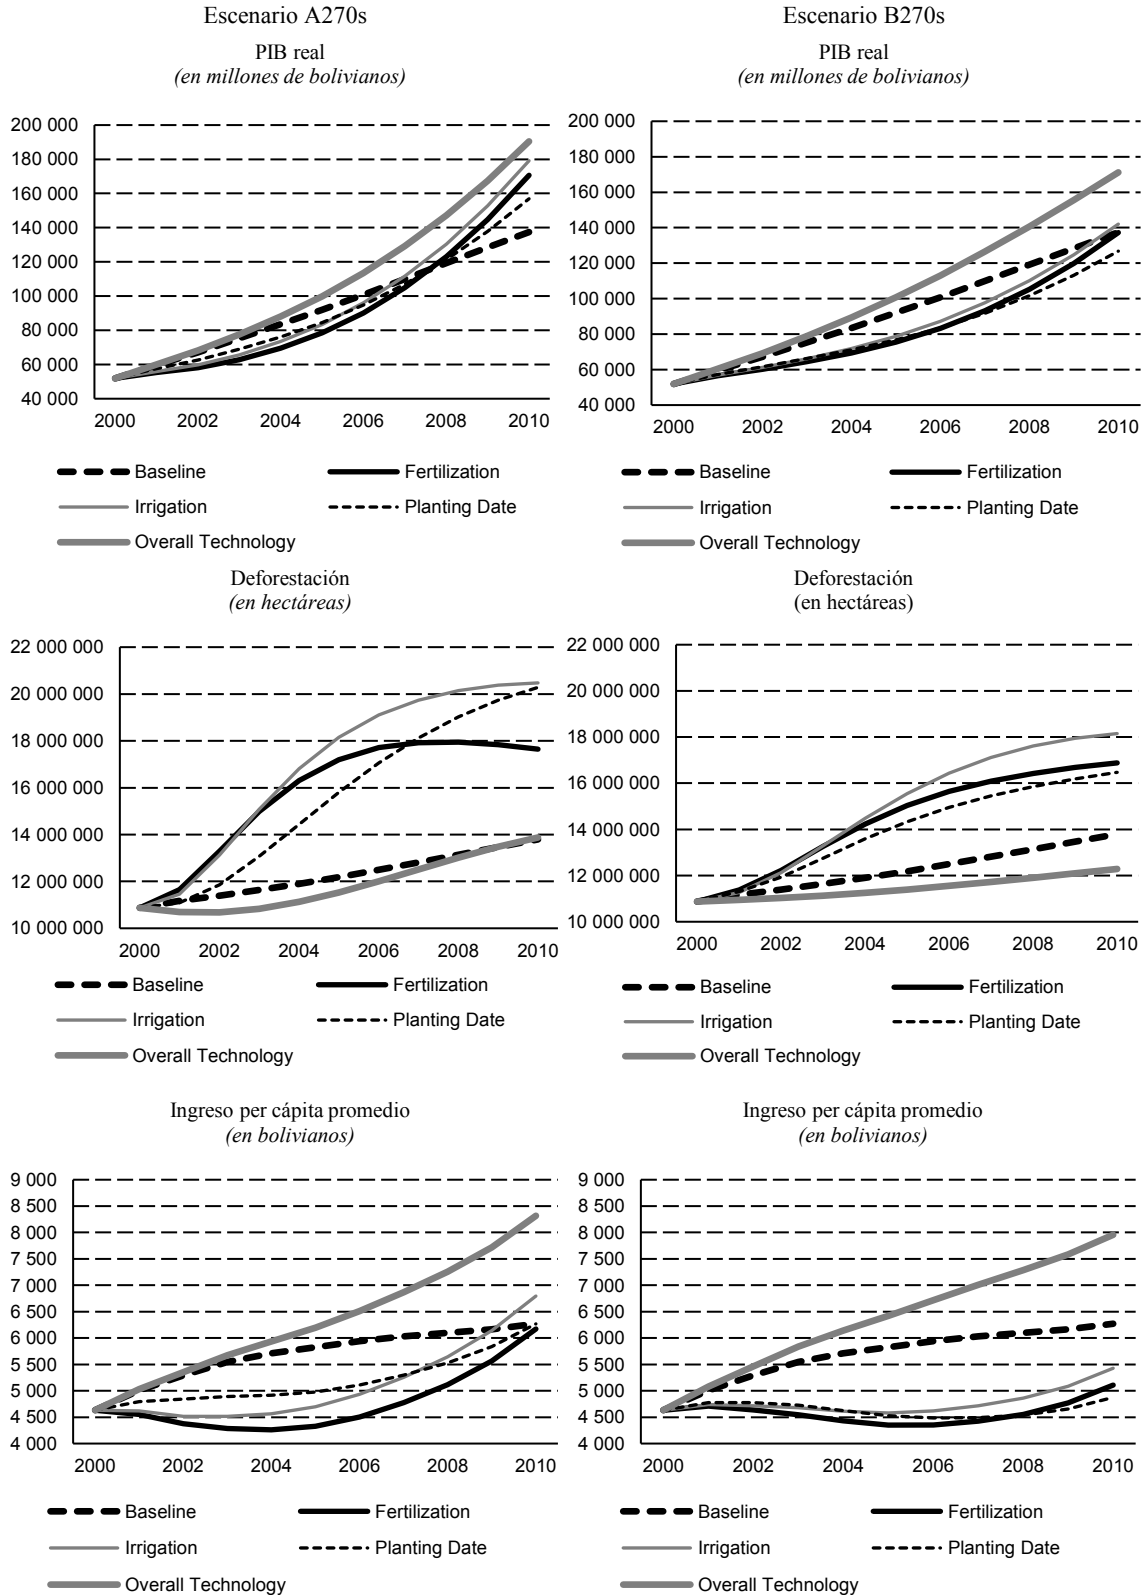 Escenario A270s
PIB real
(en millones de bolivianos)
200 000
180 000
160 000
140 000
120 000
100 000
80 000
60 000
40 000
2000 2002 2004 2006 2008 2010
Baseline Fertilization
Irrigation Planting Date
Overall Technology
Escenario B270s
PIB real
(en millones de bolivianos)
200 000
180 000
160 000
140 000
120 000
100 000
80 000
60 000
40 000
2000 2002 2004 2006 2008 2010
Baseline Fertilization
Irrigation Planting Date
Overall Technology
Deforestación
(en hectáreas)
22 000 000
20 000 000
18 000 000
16 000 000
14 000 000
12 000 000
10 000 000
2000 2002 2004 2006 2008 2010
Baseline Fertilization
Irrigation Planting Date
Overall Technology
Deforestación
(en hectáreas)
22 000 000
20 000 000
18 000 000
16 000 000
14 000 000
12 000 000
10 000 000
2000 2002 2004 2006 2008 2010
Baseline Fertilization
Irrigation Planting Date
Overall Technology
Ingreso per cápita promedio
(en bolivianos)
9 000
8 500
8 000
7 500
7 000
6 500
6 000
5 500
5 000
4 500
4 000
2000 2002 2004 2006 2008 2010
Baseline Fertilization
Irrigation Planting Date
Overall Technology
Ingreso per cápita promedio
(en bolivianos)
9 000
8 500
8 000
7 500
7 000
6 500
6 000
5 500
5 000
4 500
4 000
2000 2002 2004 2006 2008 2010
Baseline Fertilization
Irrigation Planting Date
Overall Technology